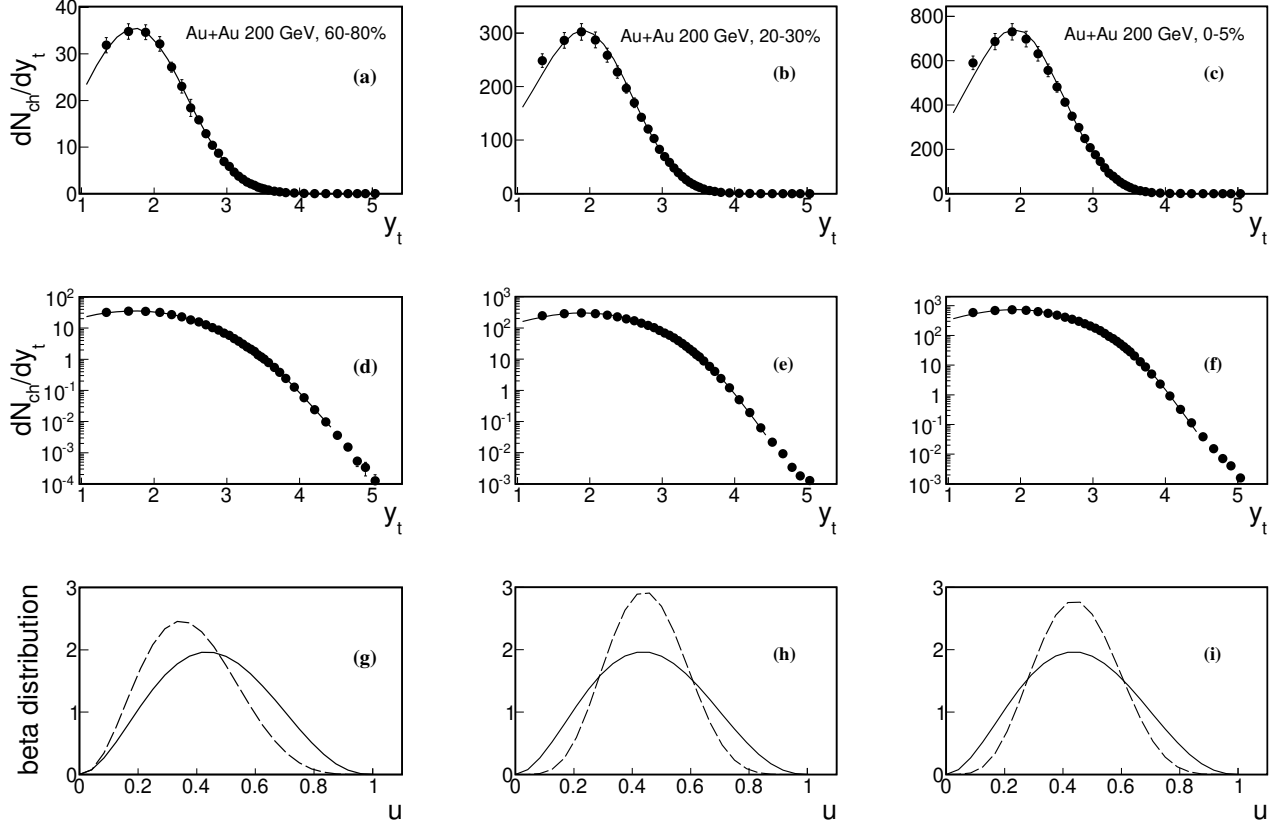 dN_ch/dy_t
40
30
20
10
0
Au+Au 200 GeV, 60-80%
(a)
1 2 3 4 5
y_t
300
200
100
0
Au+Au 200 GeV, 20-30%
(b)
1 2 3 4 5
y_t
800
600
400
200
0
Au+Au 200 GeV, 0-5%
(c)
1 2 3 4 5
y_t
dN_ch/dy_t
10^2
10
1
10^-1
10^-2
10^-3
10^-4
(d)
1 2 3 4 5
y_t
10^3
10^2
10
1
10^-1
10^-2
10^-3
(e)
1 2 3 4 5
y_t
10^3
10^2
10
1
10^-1
10^-2
10^-3
(f)
1 2 3 4 5
y_t
beta distribution
3
2
1
0
(g)
0 0.2 0.4 0.6 0.8 1
u
3
2
1
0
(h)
0 0.2 0.4 0.6 0.8 1
u
3
2
1
0
(i)
0 0.2 0.4 0.6 0.8 1
u